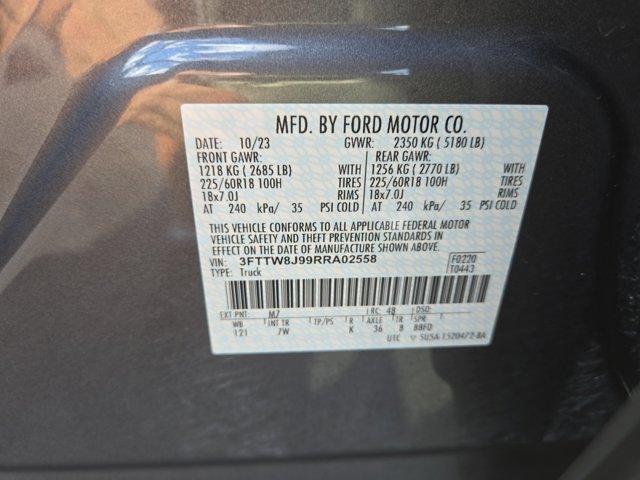 MFD. BY FORD MOTOR CO.
DATE: 10/23 GVWR: 2350 KG ( 5180 LB)
FRONT GAWR: REAR GAWR:
1218 KG ( 2685 LB) WITH 1256 KG ( 2770 LB) WITH
225/60R18 100H TIRES 225/60R18 100H TIRES
18x7.0J RIMS 18x7.0J RIMS
AT 240 kPa/ 35 PSI COLD AT 240 kPa/ 35 PSI COLD
THIS VEHICLE CONFORMS TO ALL APPLICABLE FEDERAL MOTOR
VEHICLE SAFETY AND THEFT PREVENTION STANDARDS IN
EFFECT ON THE DATE OF MANUFACTURE SHOWN ABOVE.
VIN: 3FTTW8J99RRA02558 F0220
TYPE: Truck T0443
EXT PNT: M7 RC: 48 DSO:
WB INT TR TP/PS R AXLE TR SPR
121 7W K 36 8 BBFD
UTC ▽ 5U5A-1520472-BA